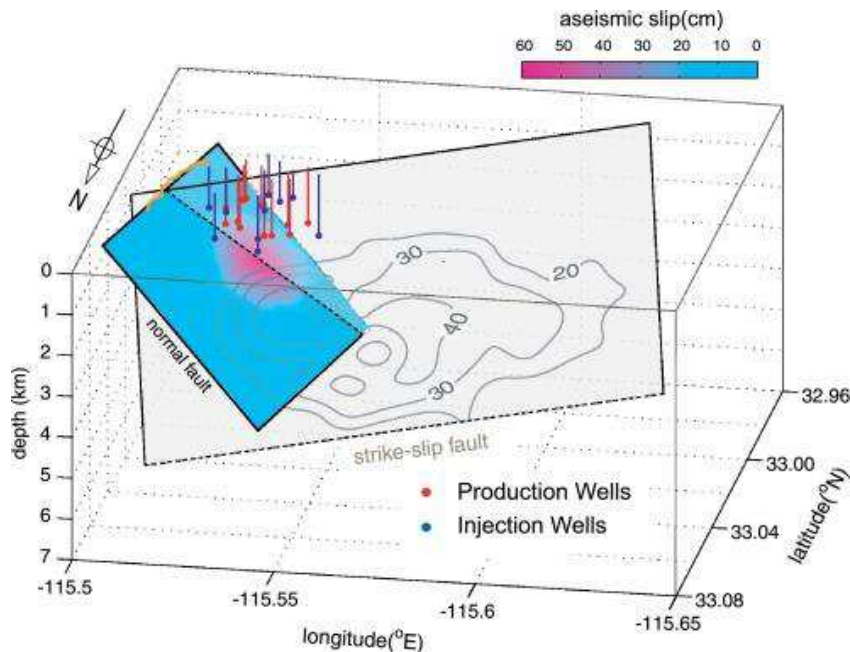 aseismic slip(cm)
60 50 40 30 20 10 0
N
0
1
2
3
4
5
6
7
depth (km)
normal fault
30
20
40
30
strike-slip fault
Production Wells
Injection Wells
32.96
33.00
33.04
33.08
latitude(°N)
-115.5
-115.55
-115.6
-115.65
longitude(°E)